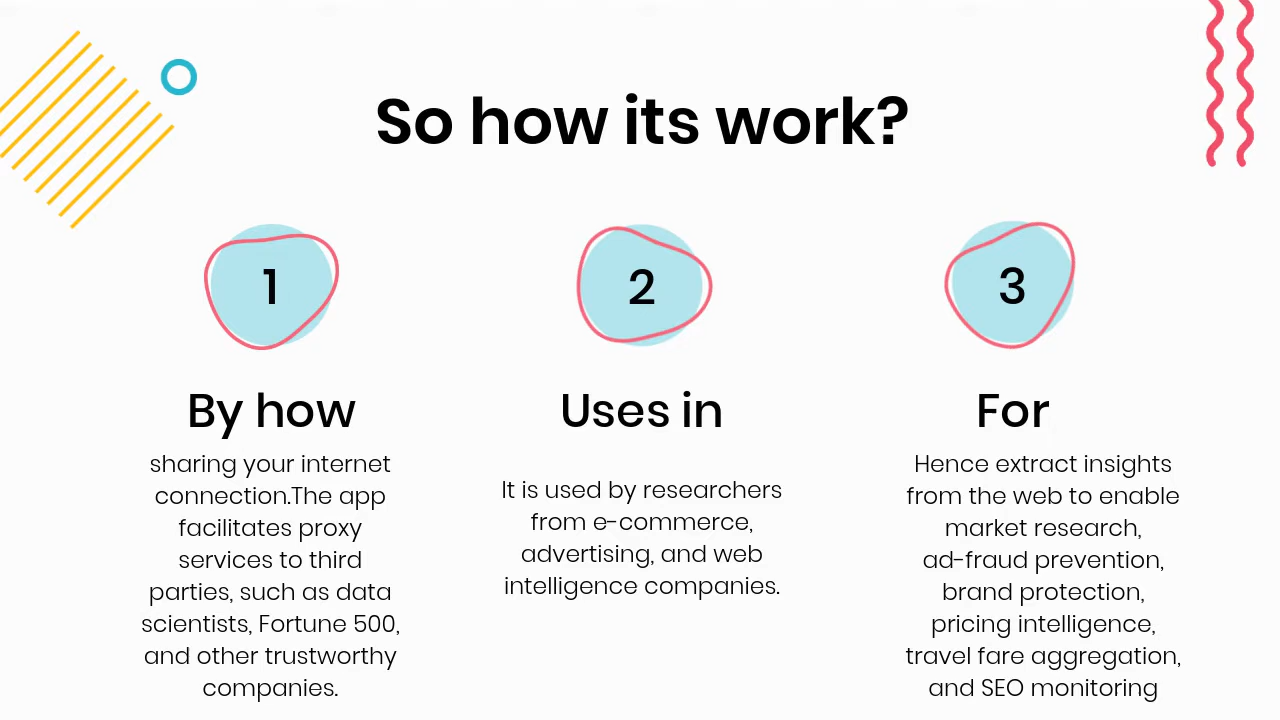 So how its work?
1
By how
sharing your internet
connection.The app
facilitates proxy
services to third
parties, such as data
scientists, Fortune 500,
and other trustworthy
companies.
2
Uses in
It is used by researchers
from e-commerce,
advertising, and web
intelligence companies.
3
For
Hence extract insights
from the web to enable
market research,
ad-fraud prevention,
brand protection,
pricing intelligence,
travel fare aggregation,
and SEO monitoring